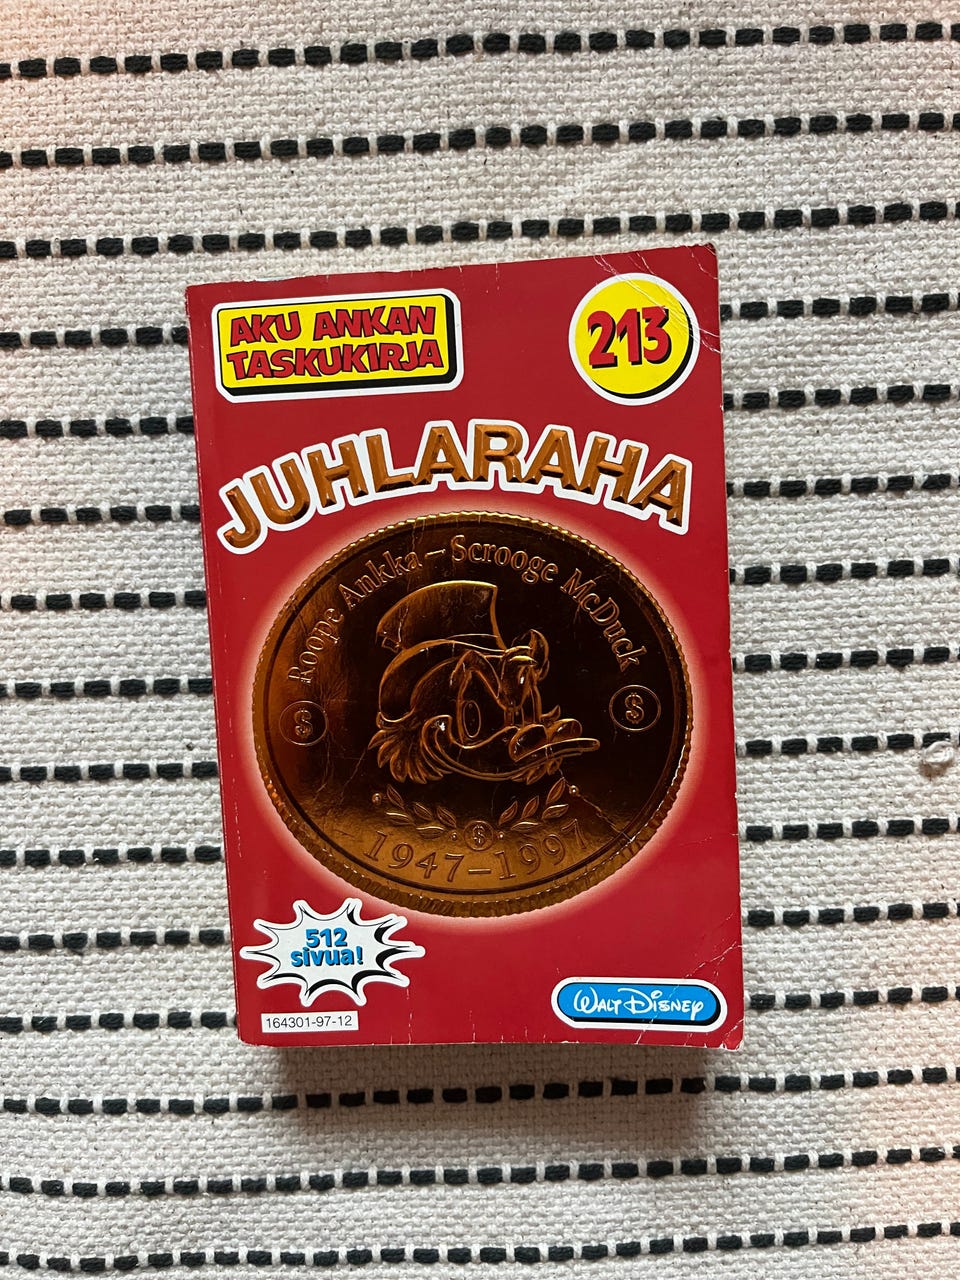 AKU ANKAN
TASKUKIRJA
213
JUHLARAHA
Roope Ankka – Scrooge McDuck
$ $
$
1947–1997
512
sivua!
164301-97-12
WALT DISNEY